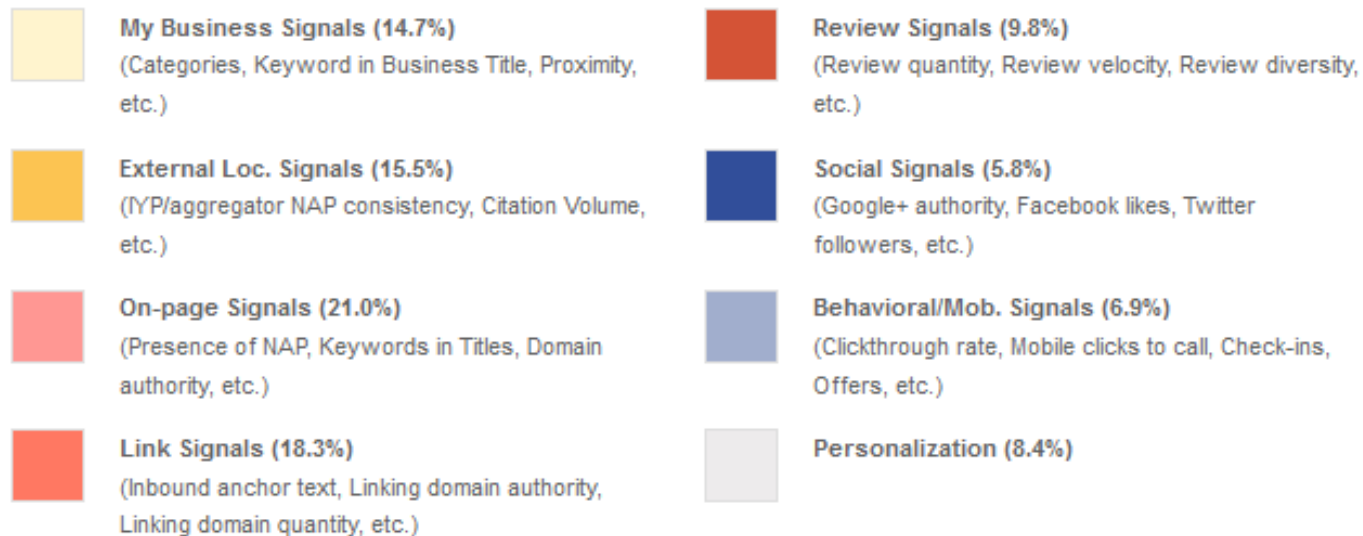 My Business Signals (14.7%)
(Categories, Keyword in Business Title, Proximity,
etc.)
External Loc. Signals (15.5%)
(IYP/aggregator NAP consistency, Citation Volume,
etc.)
On-page Signals (21.0%)
(Presence of NAP, Keywords in Titles, Domain
authority, etc.)
Link Signals (18.3%)
(Inbound anchor text, Linking domain authority,
Linking domain quantity, etc.)
Review Signals (9.8%)
(Review quantity, Review velocity, Review diversity,
etc.)
Social Signals (5.8%)
(Google+ authority, Facebook likes, Twitter
followers, etc.)
Behavioral/Mob. Signals (6.9%)
(Clickthrough rate, Mobile clicks to call, Check-ins,
Offers, etc.)
Personalization (8.4%)